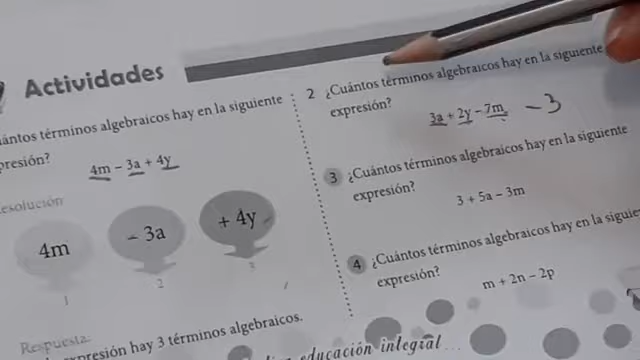 Actividades
ántos términos algebraicos hay en la siguiente
presión?
4m - 3a + 4y
esolución
4m
- 3a
+ 4y
1
2
3
Respuesta:
presión hay 3 términos algebraicos.
2 ¿Cuántos términos algebraicos hay en la siguiente
expresión?
3a + 2y - 7m - 3
3 ¿Cuántos términos algebraicos hay en la siguiente
expresión?
3 + 5a - 3m
4 ¿Cuántos términos algebraicos hay en la siguie
expresión?
m + 2n - 2p
educación integral